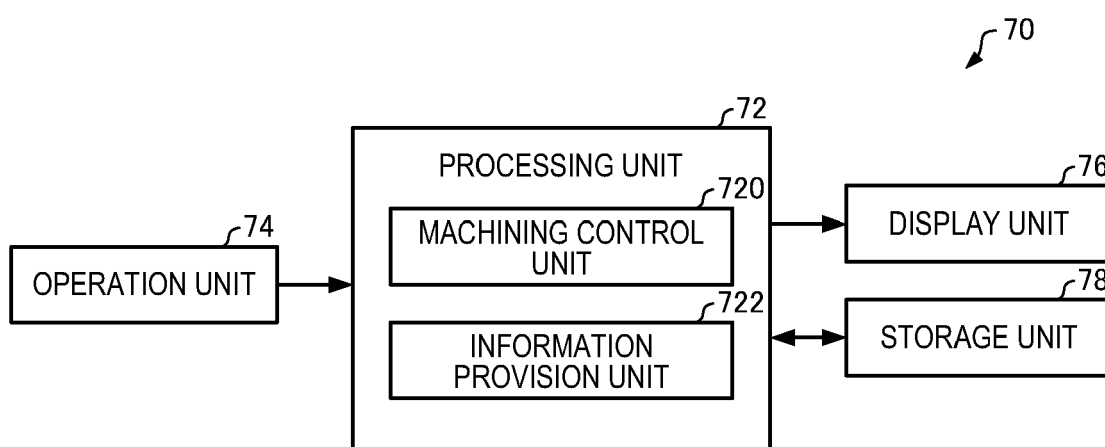 70
72
PROCESSING UNIT
720
MACHINING CONTROL
UNIT
722
INFORMATION
PROVISION UNIT
74
OPERATION UNIT
76
DISPLAY UNIT
78
STORAGE UNIT